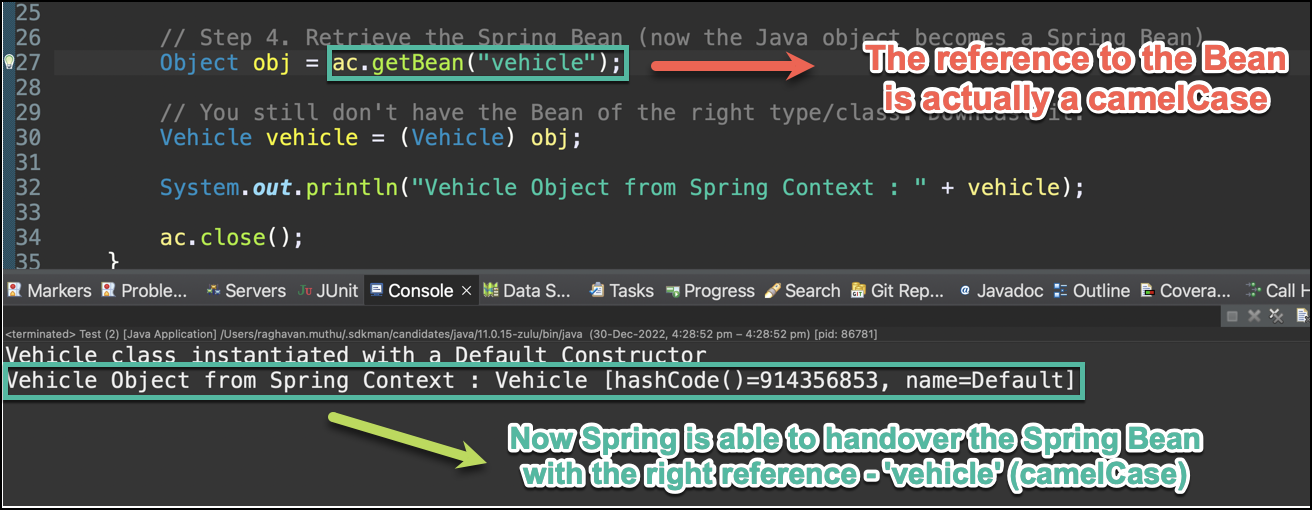 25
26 // Step 4. Retrieve the Spring Bean (now the Java object becomes a Spring Bean)
27 Object obj = ac.getBean("vehicle");
The reference to the Bean
is actually a camelCase
28
29 // You still don't have the Bean of the right type/class. Downcast it.
30 Vehicle vehicle = (Vehicle) obj;
31
32 System.out.println("Vehicle Object from Spring Context : " + vehicle);
33
34 ac.close();
35 }
Markers Proble... Servers JUnit Console Data S... Tasks Progress Search Git Rep... Javadoc Outline Covera... Call H
<terminated> Test (2) [Java Application] /Users/raghavan.muthu/.sdkman/candidates/java/11.0.15-zulu/bin/java (30-Dec-2022, 4:28:52 pm – 4:28:52 pm) [pid: 86781]
Vehicle class instantiated with a Default Constructor
Vehicle Object from Spring Context : Vehicle [hashCode()=914356853, name=Default]
Now Spring is able to handover the Spring Bean
with the right reference - 'vehicle' (camelCase)